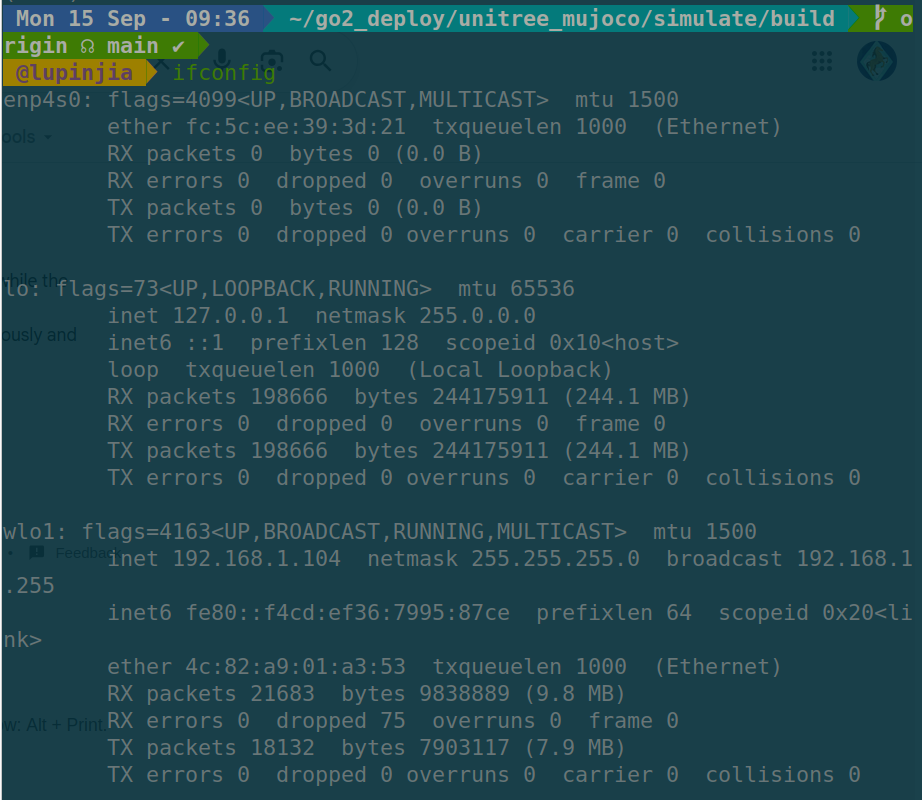 Mon 15 Sep - 09:36 ~/go2_deploy/unitree_mujoco/simulate/build o
rigin ☊ main ✔
@lupinjia ifconfig
enp4s0: flags=4099<UP,BROADCAST,MULTICAST>  mtu 1500
        ether fc:5c:ee:39:3d:21  txqueuelen 1000  (Ethernet)
        RX packets 0  bytes 0 (0.0 B)
        RX errors 0  dropped 0  overruns 0  frame 0
        TX packets 0  bytes 0 (0.0 B)
        TX errors 0  dropped 0 overruns 0  carrier 0  collisions 0
ools
while the
lo: flags=73<UP,LOOPBACK,RUNNING>  mtu 65536
        inet 127.0.0.1  netmask 255.0.0.0
ously and
        inet6 ::1  prefixlen 128  scopeid 0x10<host>
        loop  txqueuelen 1000  (Local Loopback)
        RX packets 198666  bytes 244175911 (244.1 MB)
        RX errors 0  dropped 0  overruns 0  frame 0
        TX packets 198666  bytes 244175911 (244.1 MB)
        TX errors 0  dropped 0 overruns 0  carrier 0  collisions 0
wlo1: flags=4163<UP,BROADCAST,RUNNING,MULTICAST>  mtu 1500
Feedback
        inet 192.168.1.104  netmask 255.255.255.0  broadcast 192.168.1
.255
        inet6 fe80::f4cd:ef36:7995:87ce  prefixlen 64  scopeid 0x20<li
nk>
        ether 4c:82:a9:01:a3:53  txqueuelen 1000  (Ethernet)
        RX packets 21683  bytes 9838889 (9.8 MB)
ow: Alt + Print.
        RX errors 0  dropped 75  overruns 0  frame 0
        TX packets 18132  bytes 7903117 (7.9 MB)
        TX errors 0  dropped 0 overruns 0  carrier 0  collisions 0